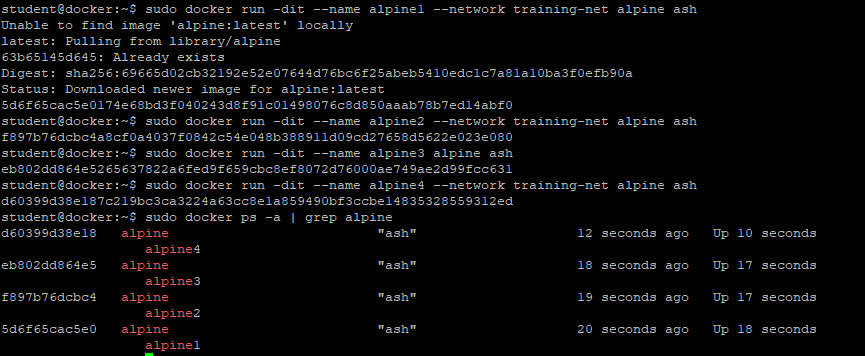 student@docker:~$ sudo docker run -dit --name alpine1 --network training-net alpine ash
Unable to find image 'alpine:latest' locally
latest: Pulling from library/alpine
63b65145d645: Already exists
Digest: sha256:69665d02cb32192e52e07644d76bc6f25abeb5410edc1c7a81a10ba3f0efb90a
Status: Downloaded newer image for alpine:latest
5d6f65cac5e0174e68bd3f040243d8f91c01498076c8d850aaab78b7ed14abf0
student@docker:~$ sudo docker run -dit --name alpine2 --network training-net alpine ash
f897b76dcbc4a8cf0a4037f0842c54e048b388911d09cd27658d5622e023e080
student@docker:~$ sudo docker run -dit --name alpine3 alpine ash
eb802dd864e5265637822a6fed9f659cbc8ef8072d76000ae749ae2d99fcc631
student@docker:~$ sudo docker run -dit --name alpine4 --network training-net alpine ash
d60399d38e187c219bc3ca3224a63cc8e1a859490bf3ccbe14835328559312ed
student@docker:~$ sudo docker ps -a | grep alpine
d60399d38e18 alpine "ash" 12 seconds ago Up 10 seconds
alpine4
eb802dd864e5 alpine "ash" 18 seconds ago Up 17 seconds
alpine3
f897b76dcbc4 alpine "ash" 19 seconds ago Up 17 seconds
alpine2
5d6f65cac5e0 alpine "ash" 20 seconds ago Up 18 seconds
alpine1